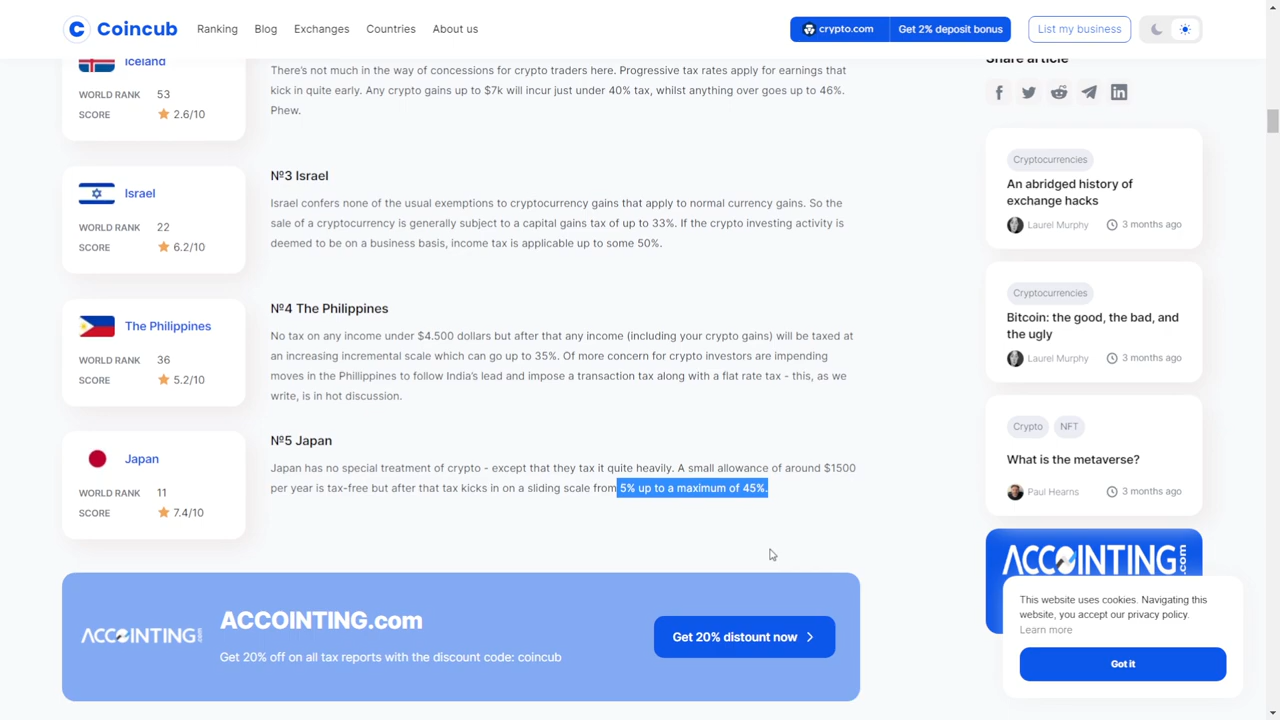 Coincub
Ranking
Blog
Exchanges
Countries
About us
crypto.com
Get 2% deposit bonus
List my business
Iceland
WORLD RANK 53
SCORE 2.6/10
There's not much in the way of concessions for crypto traders here. Progressive tax rates apply for earnings that
kick in quite early. Any crypto gains up to $7k will incur just under 40% tax, whilst anything over goes up to 46%.
Phew.
Israel
WORLD RANK 22
SCORE 6.2/10
№3 Israel
Israel confers none of the usual exemptions to cryptocurrency gains that apply to normal currency gains. So the
sale of a cryptocurrency is generally subject to a capital gains tax of up to 33%. If the crypto investing activity is
deemed to be on a business basis, income tax is applicable up to some 50%.
The Philippines
WORLD RANK 36
SCORE 5.2/10
№4 The Philippines
No tax on any income under $4.500 dollars but after that any income (including your crypto gains) will be taxed at
an increasing incremental scale which can go up to 35%. Of more concern for crypto investors are impending
moves in the Phillippines to follow India's lead and impose a transaction tax along with a flat rate tax - this, as we
write, is in hot discussion.
Japan
WORLD RANK 11
SCORE 7.4/10
№5 Japan
Japan has no special treatment of crypto - except that they tax it quite heavily. A small allowance of around $1500
per year is tax-free but after that tax kicks in on a sliding scale from 5% up to a maximum of 45%.
ACCOINTING.com
ACCOINTING.com
Get 20% off on all tax reports with the discount code: coincub
Get 20% distount now
Share article
Cryptocurrencies
An abridged history of
exchange hacks
Laurel Murphy
3 months ago
Cryptocurrencies
Bitcoin: the good, the bad, and
the ugly
Laurel Murphy
3 months ago
Crypto
NFT
What is the metaverse?
Paul Hearns
3 months ago
ACCOINTING.com
This website uses cookies. Navigating this
website, you accept our privacy policy.
Learn more
Got it